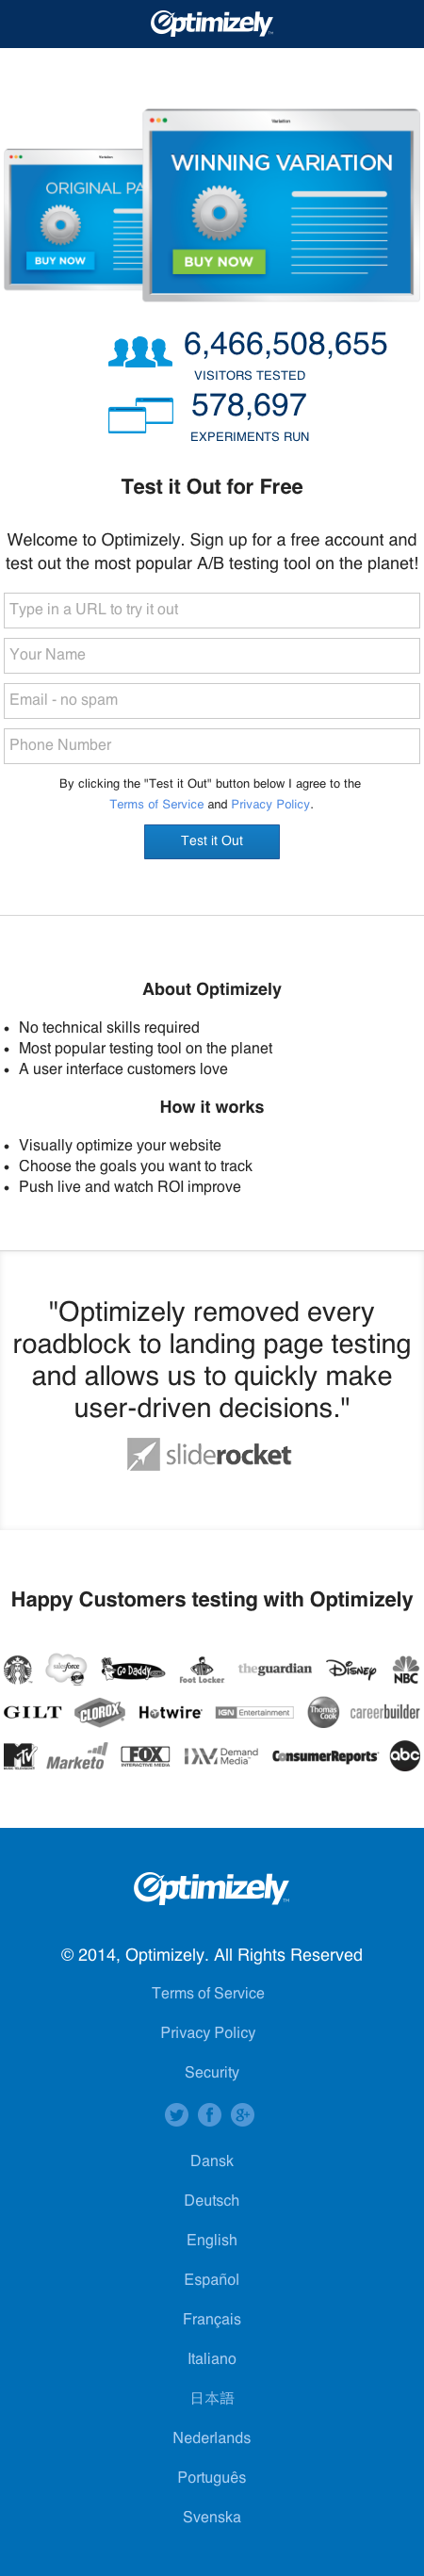 Optimizely
Variation
Variation
ORIGINAL PA
WINNING VARIATION
BUY NOW
BUY NOW
6,466,508,655
VISITORS TESTED
578,697
EXPERIMENTS RUN
Test it Out for Free
Welcome to Optimizely. Sign up for a free account and
test out the most popular A/B testing tool on the planet!
Type in a URL to try it out
Your Name
Email - no spam
Phone Number
By clicking the "Test it Out" button below I agree to the
Terms of Service and Privacy Policy.
Test it Out
About Optimizely
• No technical skills required
• Most popular testing tool on the planet
• A user interface customers love
How it works
• Visually optimize your website
• Choose the goals you want to track
• Push live and watch ROI improve
"Optimizely removed every
roadblock to landing page testing
and allows us to quickly make
user-driven decisions."
sliderocket
Happy Customers testing with Optimizely
salesforce Go Daddy Foot Locker theguardian Disney NBC
GILT CLOROX Hotwire IGN Entertainment Thomas Cook careerbuilder
MTV MUSIC TELEVISION Marketo FOX INTERACTIVE MEDIA Demand Media ConsumerReports abc
Optimizely
© 2014, Optimizely. All Rights Reserved
Terms of Service
Privacy Policy
Security
Dansk
Deutsch
English
Español
Français
Italiano
日本語
Nederlands
Português
Svenska